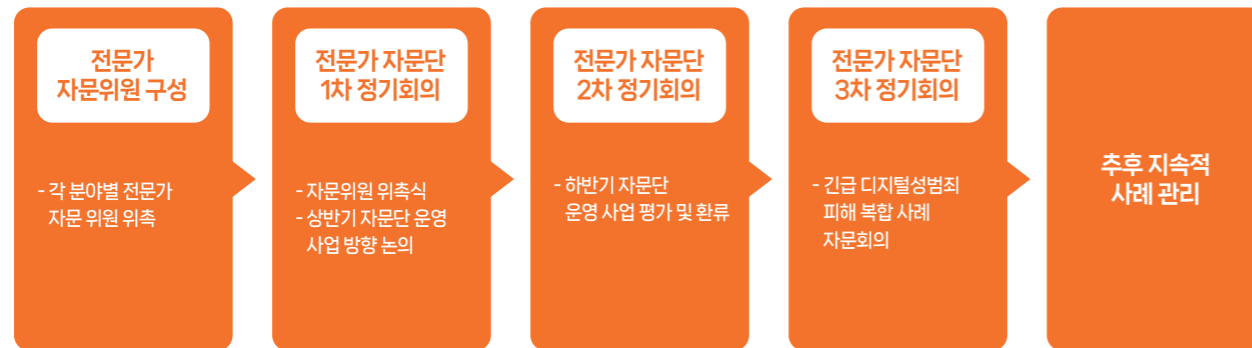 전문가
자문위원 구성
- 각 분야별 전문가
자문 위원 위촉
전문가 자문단
1차 정기회의
- 자문위원 위촉식
- 상반기 자문단 운영
사업 방향 논의
전문가 자문단
2차 정기회의
- 하반기 자문단
운영 사업 평가 및 환류
전문가 자문단
3차 정기회의
- 긴급 디지털성범죄
피해 복합 사례
자문회의
추후 지속적
사례 관리